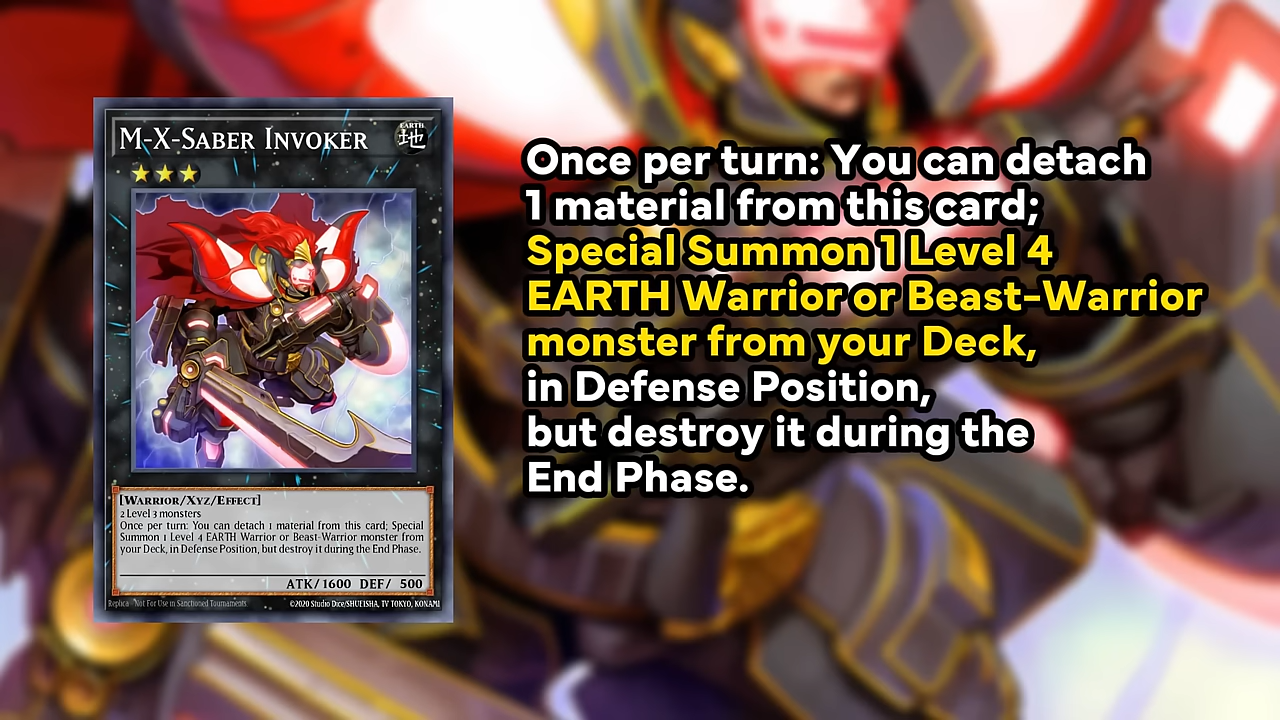 M-X-Saber Invoker
EARTH
地
[Warrior/Xyz/Effect]
2 Level 3 monsters
Once per turn: You can detach 1 material from this card; Special
Summon 1 Level 4 EARTH Warrior or Beast-Warrior monster from
your Deck, in Defense Position, but destroy it during the End Phase.
ATK/1600 DEF/ 500
Replica - Not For Use in Sanctioned Tournaments.
©2020 Studio Dice/SHUEISHA, TV TOKYO, KONAMI
Once per turn: You can detach
1 material from this card;
Special Summon 1 Level 4
EARTH Warrior or Beast-Warrior
monster from your Deck,
in Defense Position,
but destroy it during the
End Phase.